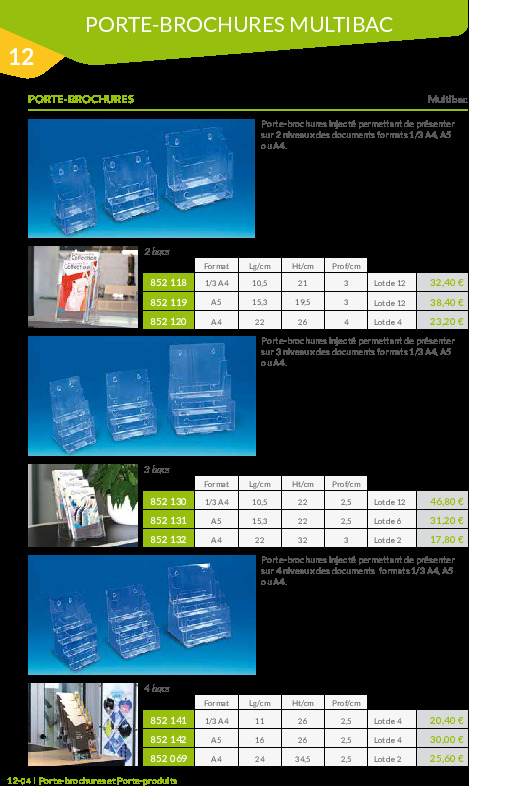 PORTE-BROCHURES MULTIBAC
12
PORTE-BROCHURES Multibac
Porte-brochures injecté permettant de présenter
sur 2 niveaux des documents formats 1/3 A4, A5
ou A4.
2 bacs
Format Lg/cm Ht/cm Prof/cm
852 118 1/3 A4 10,5 21 3 Lot de 12 32,40 €
852 119 A5 15,3 19,5 3 Lot de 12 38,40 €
852 120 A4 22 26 4 Lot de 4 23,20 €
Porte-brochures injecté permettant de présenter
sur 3 niveaux des documents formats 1/3 A4, A5
ou A4.
3 bacs
Format Lg/cm Ht/cm Prof/cm
852 130 1/3 A4 10,5 22 2,5 Lot de 12 46,80 €
852 131 A5 15,3 22 2,5 Lot de 6 31,20 €
852 132 A4 22 32 3 Lot de 2 17,80 €
Porte-brochures injecté permettant de présenter
sur 4 niveaux des documents formats 1/3 A4, A5
ou A4.
4 bacs
Format Lg/cm Ht/cm Prof/cm
852 141 1/3 A4 11 26 2,5 Lot de 4 20,40 €
852 142 A5 16 26 2,5 Lot de 4 30,00 €
852 069 A4 24 34,5 2,5 Lot de 2 25,60 €
12-04 | Porte-brochures et Porte-produits